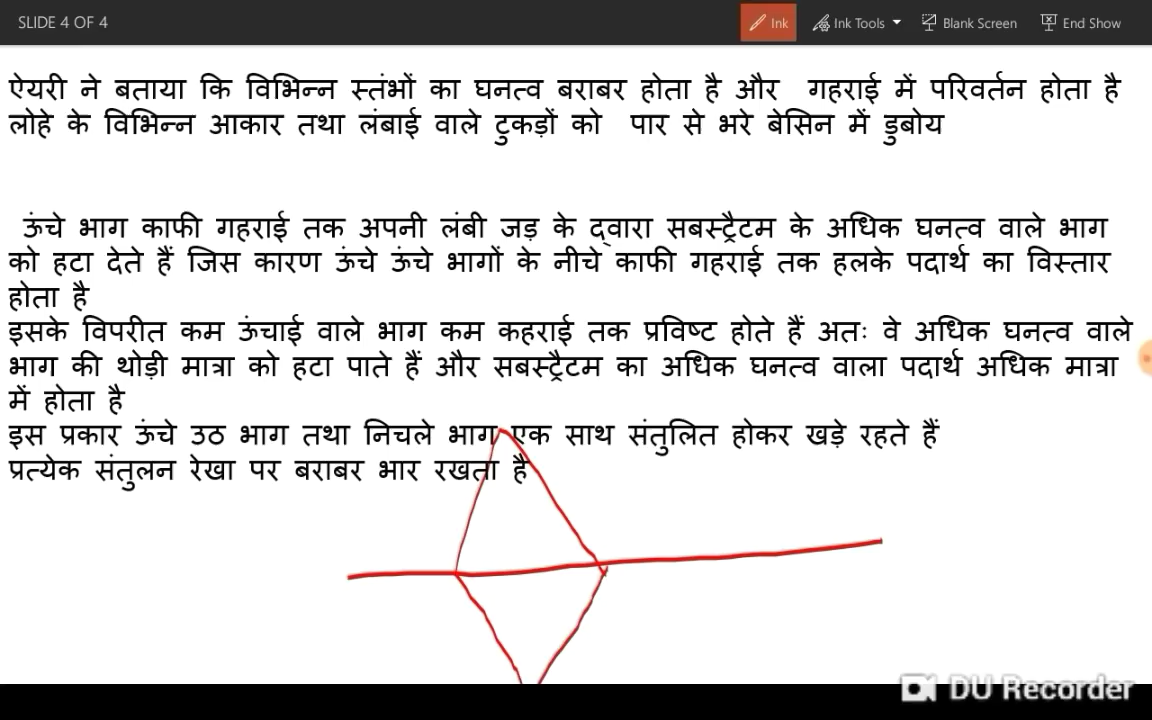 SLIDE 4 OF 4 Ink Ink Tools Blank Screen End Show
ऐयरी ने बताया कि विभिन्न स्तंभों का घनत्व बराबर होता है और गहराई में परिवर्तन होता है
लोहे के विभिन्न आकार तथा लंबाई वाले टुकड़ों को पार से भरे बेसिन में डुबोय
ऊंचे भाग काफी गहराई तक अपनी लंबी जड़ के द्वारा सबस्ट्रैटम के अधिक घनत्व वाले भाग
को हटा देते हैं जिस कारण ऊंचे ऊंचे भागों के नीचे काफी गहराई तक हलके पदार्थ का विस्तार
होता है
इसके विपरीत कम ऊंचाई वाले भाग कम कहराई तक प्रविष्ट होते हैं अतः वे अधिक घनत्व वाले
भाग की थोड़ी मात्रा को हटा पाते हैं और सबस्ट्रैटम का अधिक घनत्व वाला पदार्थ अधिक मात्रा
में होता है
इस प्रकार ऊंचे उठ भाग तथा निचले भाग एक साथ संतुलित होकर खड़े रहते हैं
प्रत्येक संतुलन रेखा पर बराबर भार रखता है
DU Recorder